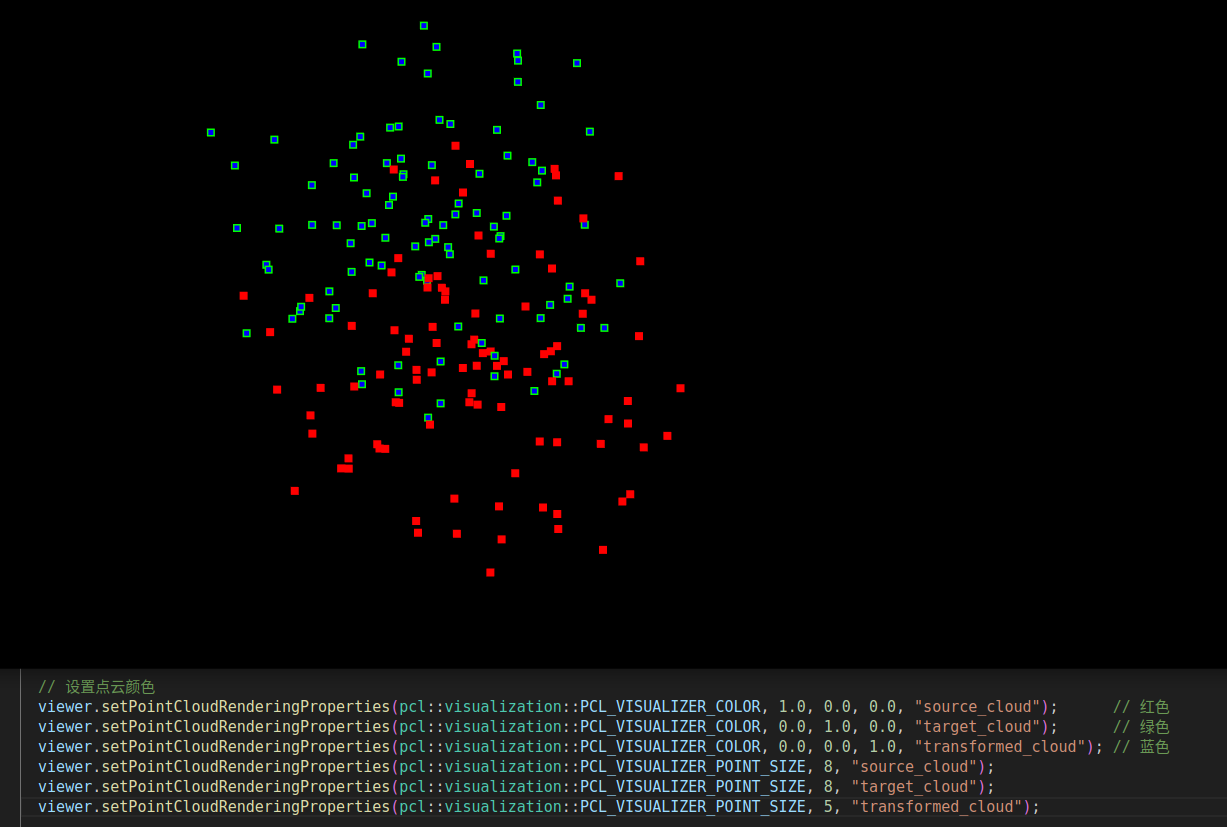 // 设置点云颜色
viewer.setPointCloudRenderingProperties(pcl::visualization::PCL_VISUALIZER_COLOR, 1.0, 0.0, 0.0, "source_cloud"); // 红色
viewer.setPointCloudRenderingProperties(pcl::visualization::PCL_VISUALIZER_COLOR, 0.0, 1.0, 0.0, "target_cloud"); // 绿色
viewer.setPointCloudRenderingProperties(pcl::visualization::PCL_VISUALIZER_COLOR, 0.0, 0.0, 1.0, "transformed_cloud"); // 蓝色
viewer.setPointCloudRenderingProperties(pcl::visualization::PCL_VISUALIZER_POINT_SIZE, 8, "source_cloud");
viewer.setPointCloudRenderingProperties(pcl::visualization::PCL_VISUALIZER_POINT_SIZE, 8, "target_cloud");
viewer.setPointCloudRenderingProperties(pcl::visualization::PCL_VISUALIZER_POINT_SIZE, 5, "transformed_cloud");